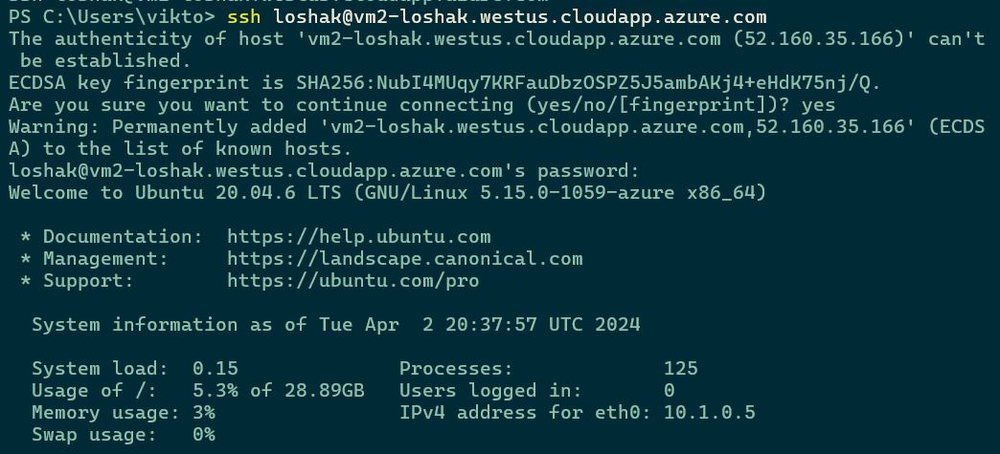 PS C:\Users\vikto> ssh loshak@vm2-loshak.westus.cloudapp.azure.com
The authenticity of host 'vm2-loshak.westus.cloudapp.azure.com (52.160.35.166)' can't
 be established.
ECDSA key fingerprint is SHA256:NubI4MUqy7KRFauDbzOSPZ5J5ambAKj4+eHdK75nj/Q.
Are you sure you want to continue connecting (yes/no/[fingerprint])? yes
Warning: Permanently added 'vm2-loshak.westus.cloudapp.azure.com,52.160.35.166' (ECDS
A) to the list of known hosts.
loshak@vm2-loshak.westus.cloudapp.azure.com's password:
Welcome to Ubuntu 20.04.6 LTS (GNU/Linux 5.15.0-1059-azure x86_64)

 * Documentation:  https://help.ubuntu.com
 * Management:     https://landscape.canonical.com
 * Support:        https://ubuntu.com/pro

  System information as of Tue Apr  2 20:37:57 UTC 2024

  System load:  0.15              Processes:             125
  Usage of /:   5.3% of 28.89GB   Users logged in:       0
  Memory usage: 3%                IPv4 address for eth0: 10.1.0.5
  Swap usage:   0%